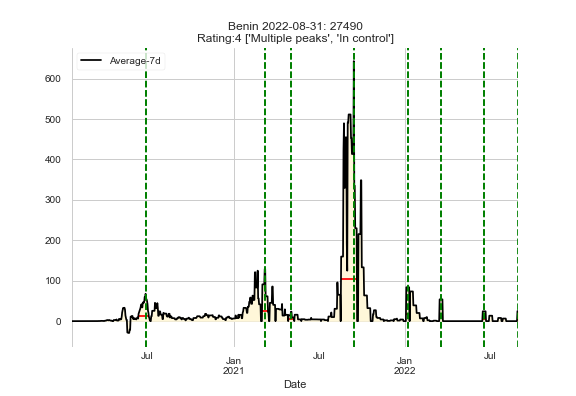 Benin 2022-08-31: 27490
Rating:4 ['Multiple peaks', 'In control']
Average-7d
600
500
400
300
200
100
0
Jul
Jan
2021
Jul
Jan
2022
Jul
Date